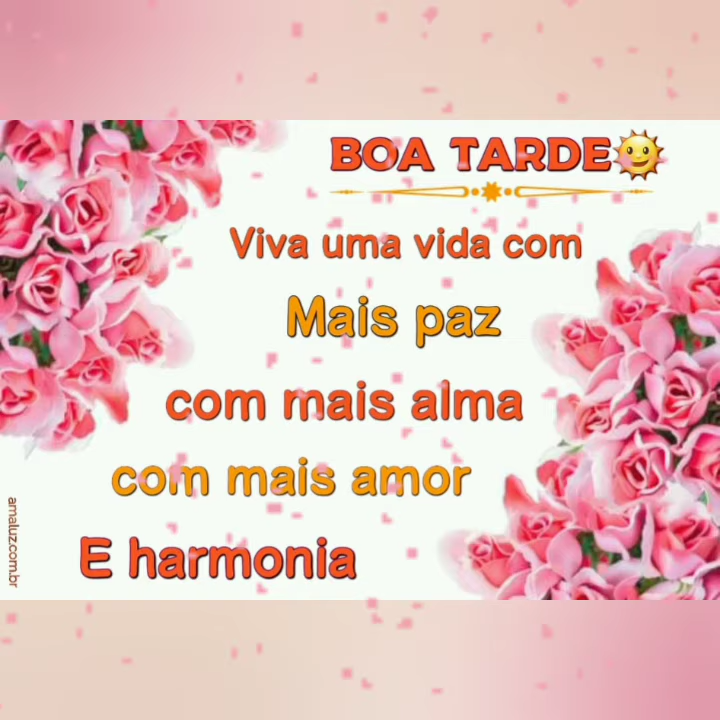 BOA TARDE🌞
Viva uma vida com
Mais paz
com mais alma
com mais amor
E harmonia
amaluz.com.br